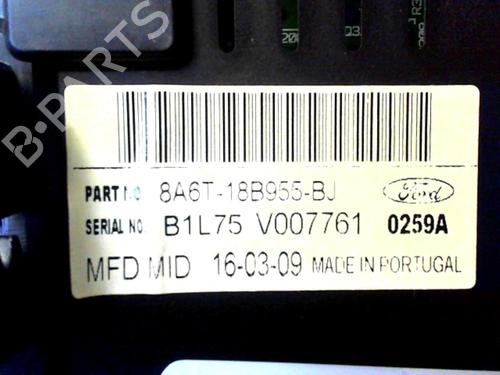 B-PARTS
PART NO 8A6T-18B955-BJ Ford
SERIAL NO. B1L75 V007761 0259A
MFD MID 16-03-09 MADE IN PORTUGAL